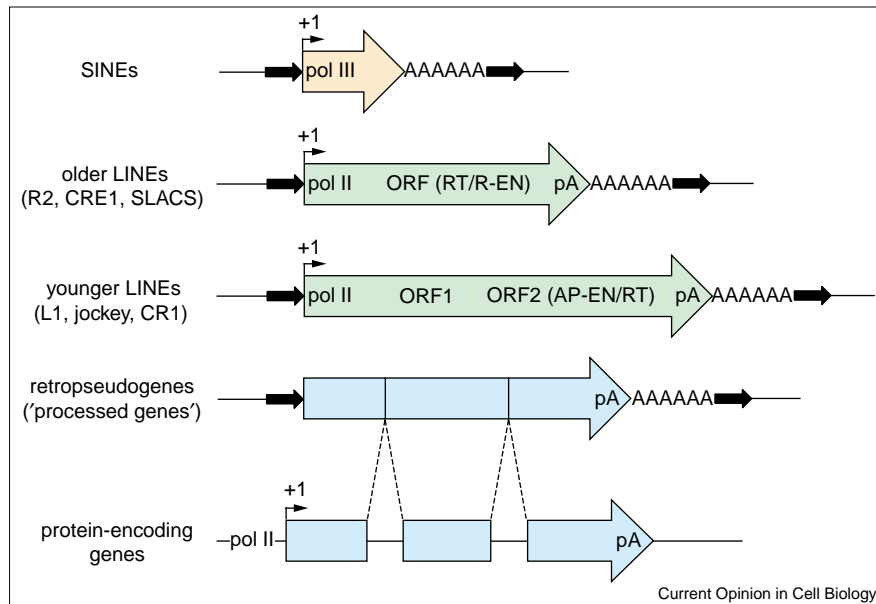 +1
SINEs
pol III
AAAAAA
+1
older LINEs
(R2, CRE1, SLACS)
pol II ORF (RT/R-EN) pA
AAAAAA
+1
younger LINEs
(L1, jockey, CR1)
pol II ORF1 ORF2 (AP-EN/RT) pA
AAAAAA
retropseudogenes
('processed genes')
pA
AAAAAA
+1
protein-encoding
genes
pol II
pA
Current Opinion in Cell Biology